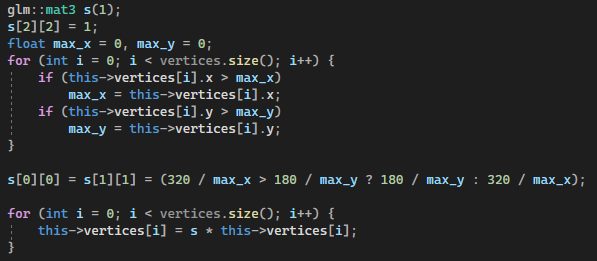 glm::mat3 s(1);
s[2][2] = 1;
float max_x = 0, max_y = 0;
for (int i = 0; i < vertices.size(); i++) {
    if (this->vertices[i].x > max_x)
        max_x = this->vertices[i].x;
    if (this->vertices[i].y > max_y)
        max_y = this->vertices[i].y;
}

s[0][0] = s[1][1] = (320 / max_x > 180 / max_y ? 180 / max_y : 320 / max_x);

for (int i = 0; i < vertices.size(); i++) {
    this->vertices[i] = s * this->vertices[i];
}